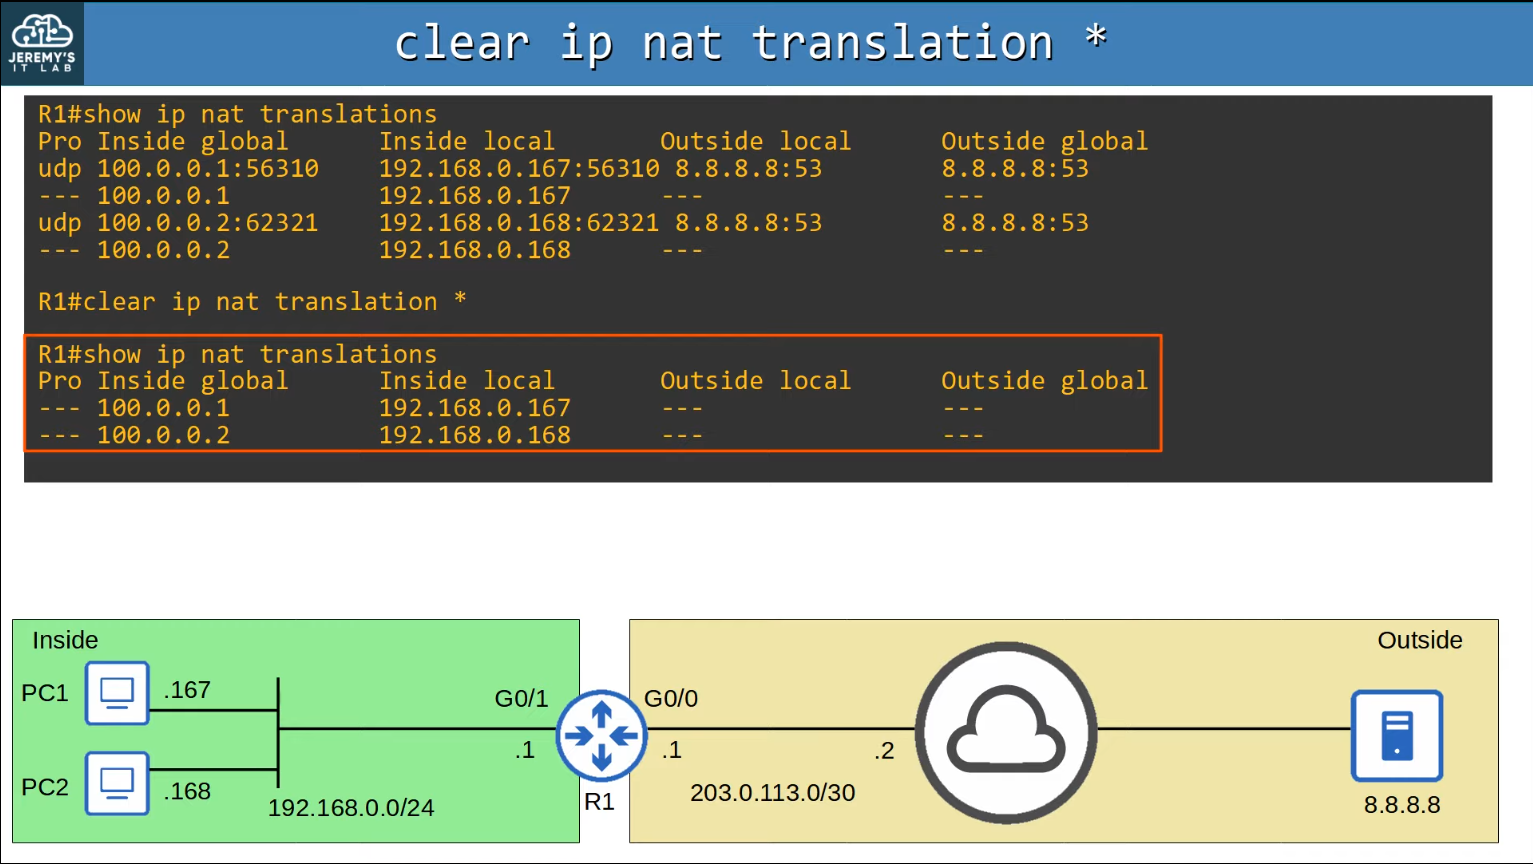 JEREMY'S
IT LAB
clear ip nat translation *
R1#show ip nat translations
Pro Inside global Inside local Outside local Outside global
udp 100.0.0.1:56310 192.168.0.167:56310 8.8.8.8:53 8.8.8.8:53
--- 100.0.0.1 192.168.0.167 --- ---
udp 100.0.0.2:62321 192.168.0.168:62321 8.8.8.8:53 8.8.8.8:53
--- 100.0.0.2 192.168.0.168 --- ---
R1#clear ip nat translation *
R1#show ip nat translations
Pro Inside global Inside local Outside local Outside global
--- 100.0.0.1 192.168.0.167 --- ---
--- 100.0.0.2 192.168.0.168 --- ---
Inside
PC1
.167
PC2
.168
192.168.0.0/24
G0/1
.1
R1
G0/0
.1
.2
203.0.113.0/30
Outside
8.8.8.8